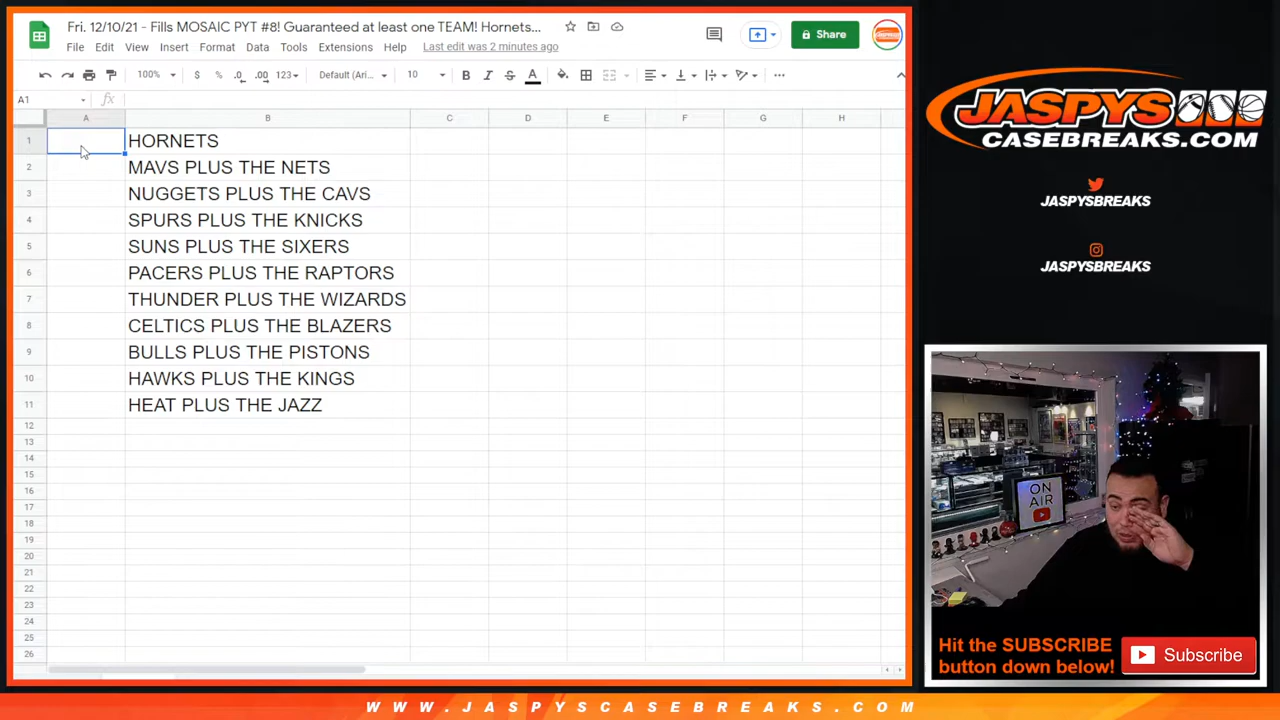 Fri. 12/10/21 - Fills MOSAIC PYT #8! Guaranteed at least one TEAM! Hornets...
File Edit View Insert Format Data Tools Extensions Help Last edit was 2 minutes ago
Share
100% $ % .0 .00 123 Default (Ari... 10 B I S A
A1 fx
A B C D E F G H
1 HORNETS
2 MAVS PLUS THE NETS
3 NUGGETS PLUS THE CAVS
4 SPURS PLUS THE KNICKS
5 SUNS PLUS THE SIXERS
6 PACERS PLUS THE RAPTORS
7 THUNDER PLUS THE WIZARDS
8 CELTICS PLUS THE BLAZERS
9 BULLS PLUS THE PISTONS
10 HAWKS PLUS THE KINGS
11 HEAT PLUS THE JAZZ
12
13
14
15
16
17
18
19
20
21
22
23
24
25
26
JASPYS
CASEBREAKS.COM
JASPYSBREAKS
JASPYSBREAKS
ON
AIR
Hit the SUBSCRIBE
button down below!
Subscribe
WWW.JASPYSCASEBREAKS.COM